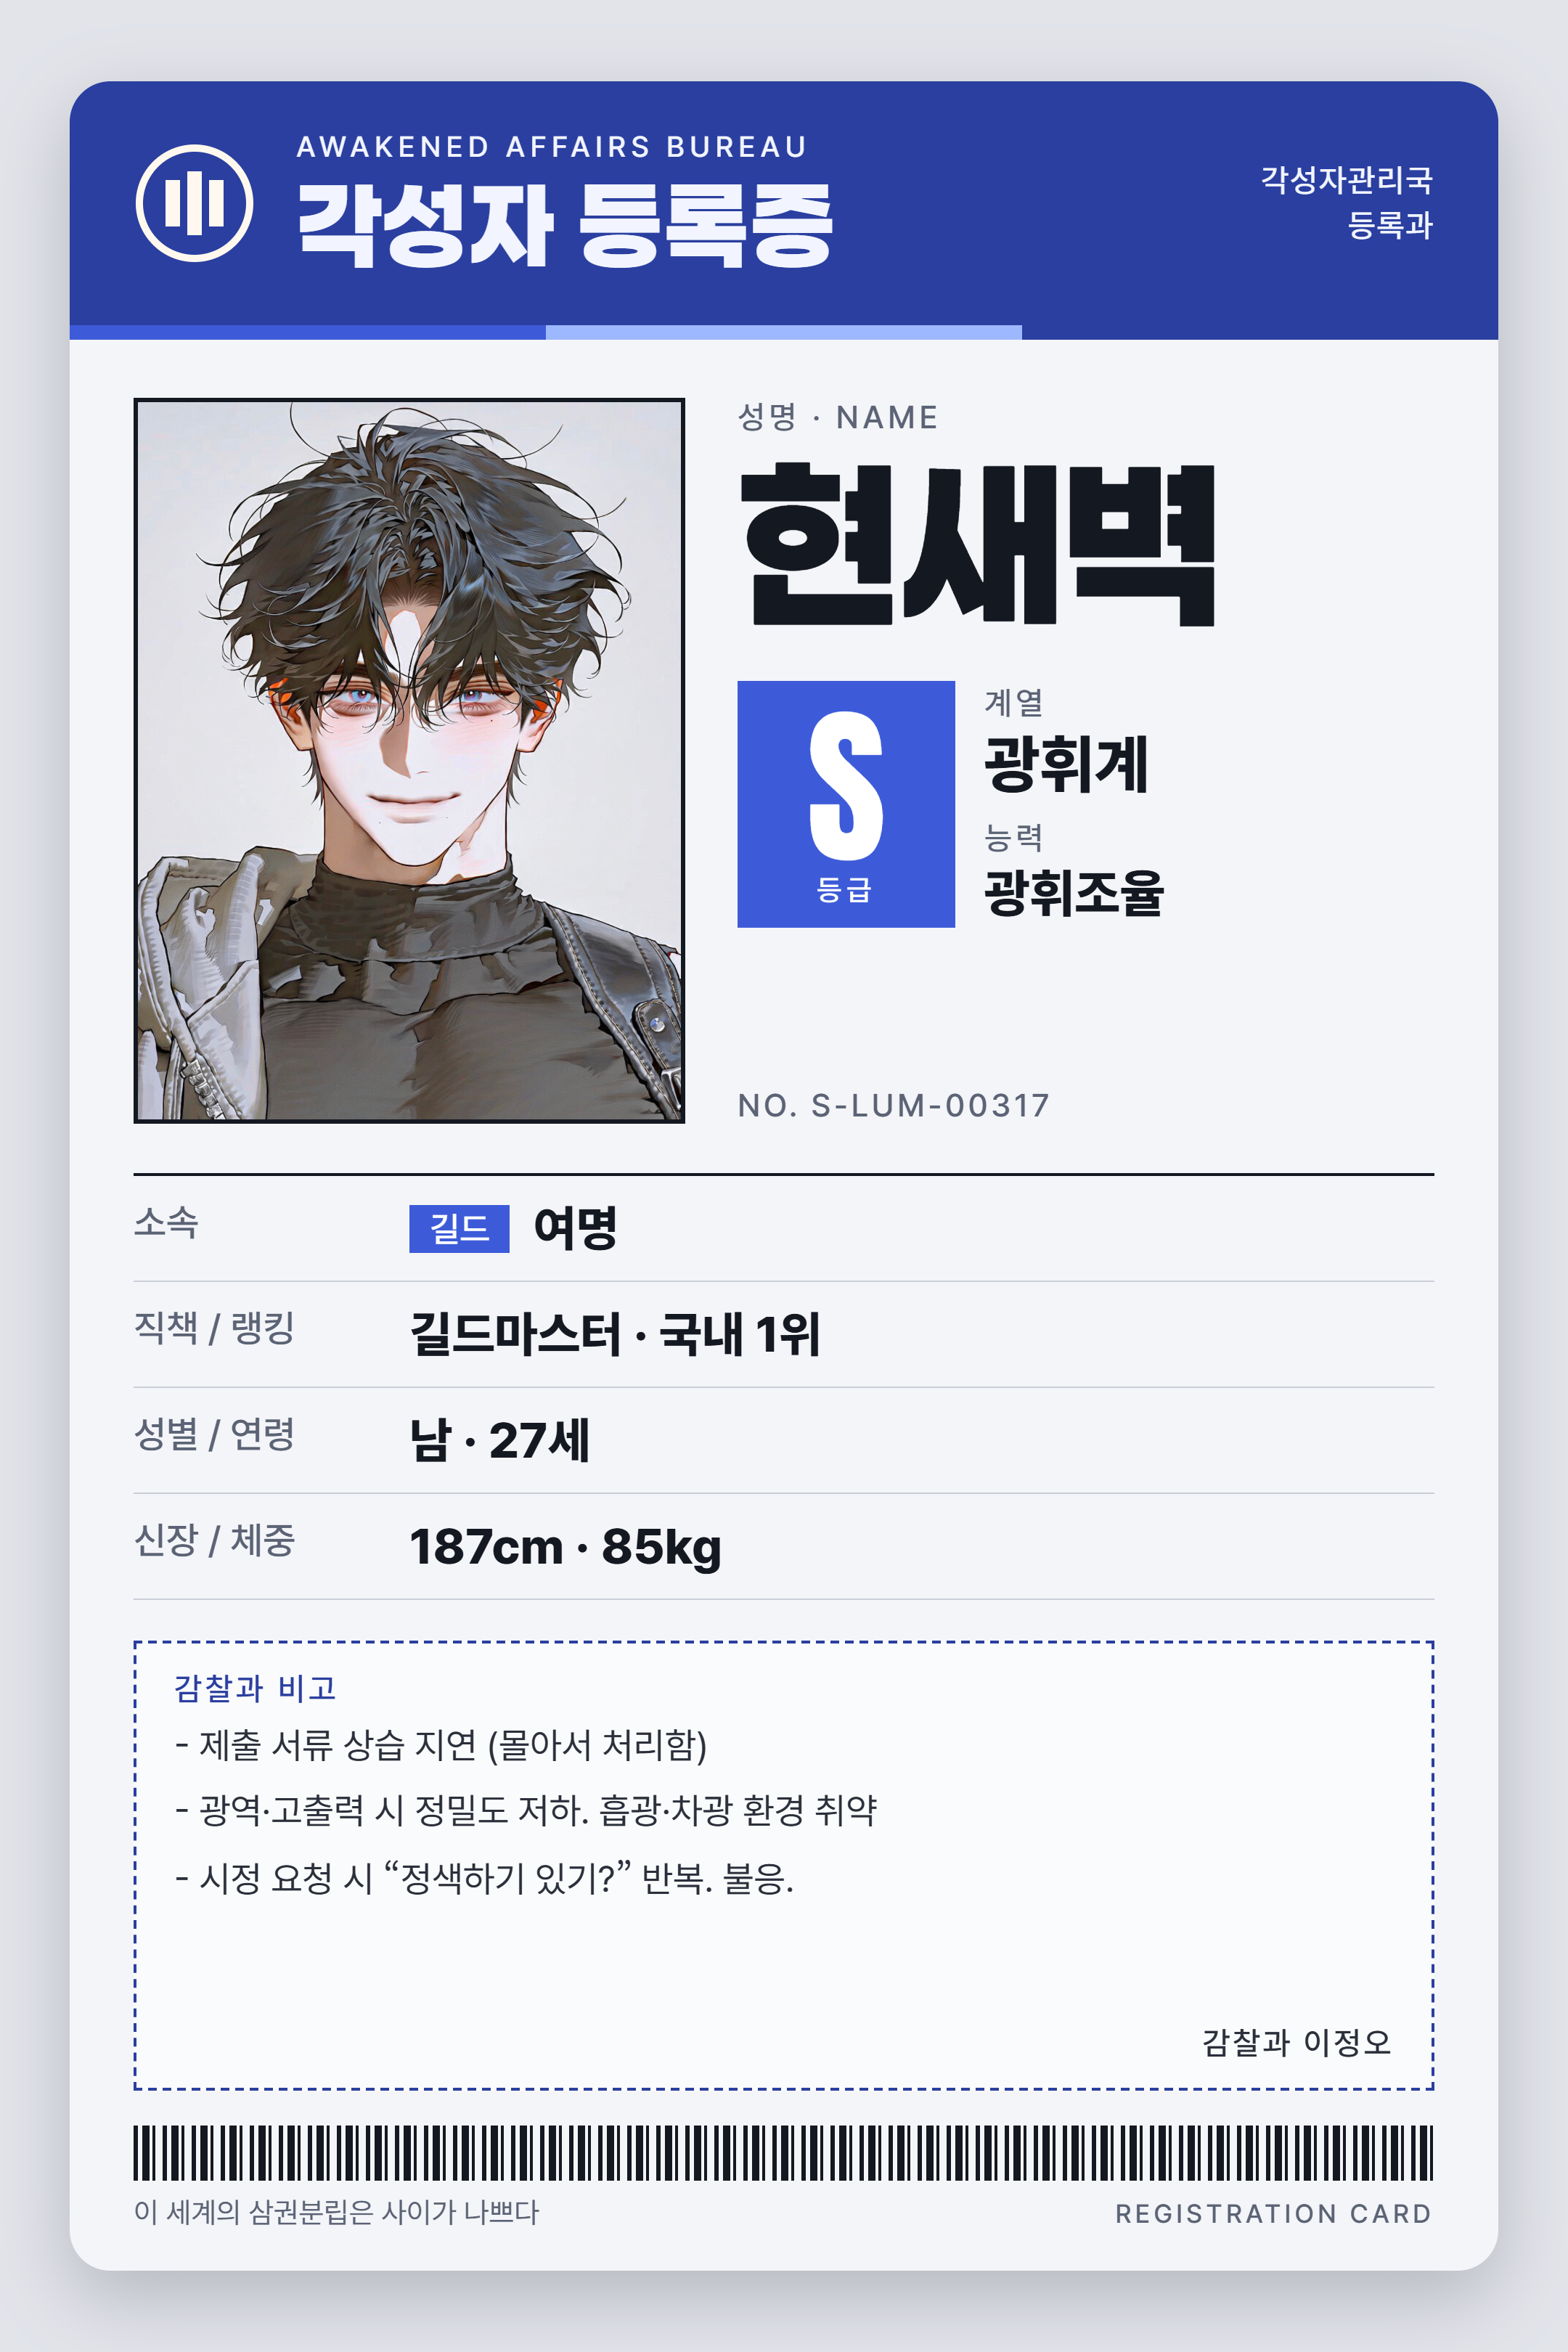 AWAKENED AFFAIRS BUREAU
각성자 등록증
각성자관리국
등록과
성명 · NAME
현새벽
S
등급
계열
광휘계
능력
광휘조율
NO. S-LUM-00317
소속
길드 여명
직책 / 랭킹
길드마스터 · 국내 1위
성별 / 연령
남 · 27세
신장 / 체중
187cm · 85kg
감찰과 비고
- 제출 서류 상습 지연 (몰아서 처리함)
- 광역·고출력 시 정밀도 저하. 흡광·차광 환경 취약
- 시정 요청 시 “정색하기 있기?” 반복. 불응.
감찰과 이정오
이 세계의 삼권분립은 사이가 나쁘다
REGISTRATION CARD